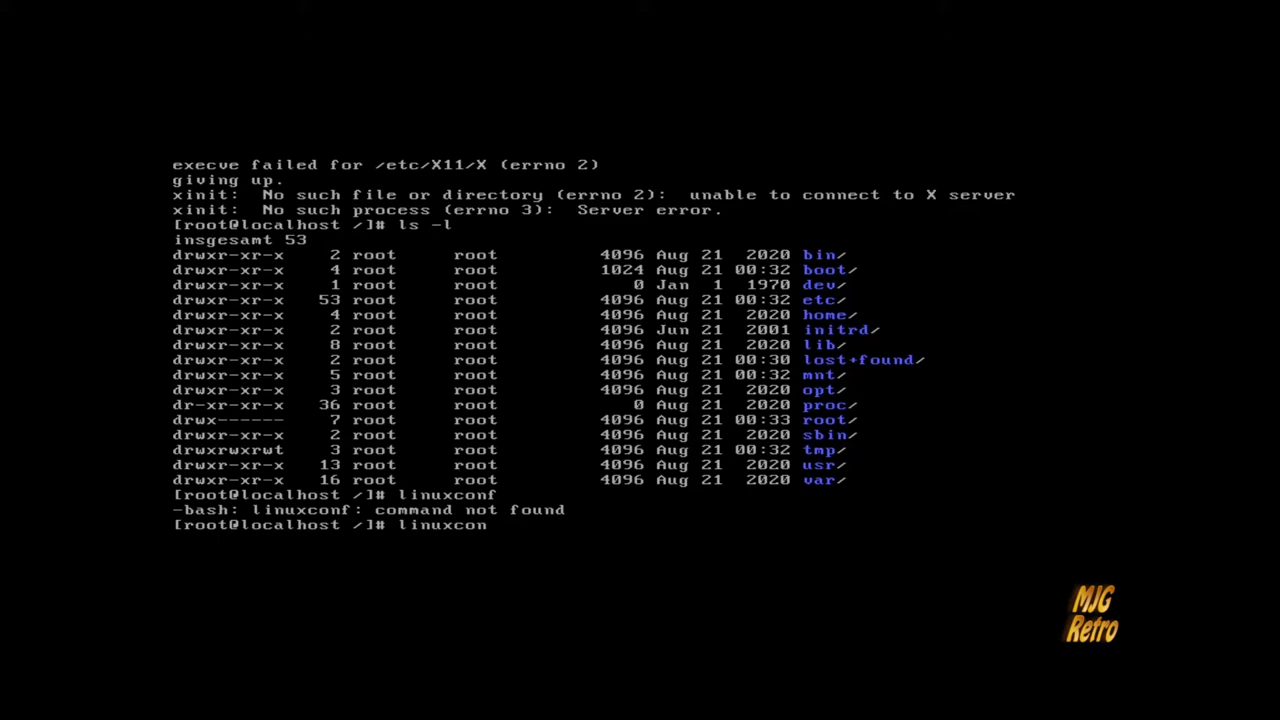 execve failed for /etc/X11/X (errno 2)
giving up.
xinit:  No such file or directory (errno 2):  unable to connect to X server
xinit:  No such process (errno 3):  Server error.
[root@localhost /]# ls -l
insgesamt 53
drwxr-xr-x    2 root     root         4096 Aug 21  2020 bin/
drwxr-xr-x    4 root     root         1024 Aug 21 00:32 boot/
drwxr-xr-x    1 root     root            0 Jan  1  1970 dev/
drwxr-xr-x   53 root     root         4096 Aug 21 00:32 etc/
drwxr-xr-x    4 root     root         4096 Aug 21  2020 home/
drwxr-xr-x    2 root     root         4096 Jun 21  2001 initrd/
drwxr-xr-x    8 root     root         4096 Aug 21  2020 lib/
drwxr-xr-x    2 root     root         4096 Aug 21 00:30 lost+found/
drwxr-xr-x    5 root     root         4096 Aug 21 00:32 mnt/
drwxr-xr-x    3 root     root         4096 Aug 21  2020 opt/
dr-xr-xr-x   36 root     root            0 Aug 21  2020 proc/
drwx------    7 root     root         4096 Aug 21 00:33 root/
drwxr-xr-x    2 root     root         4096 Aug 21  2020 sbin/
drwxrwxrwt    3 root     root         4096 Aug 21 00:32 tmp/
drwxr-xr-x   13 root     root         4096 Aug 21  2020 usr/
drwxr-xr-x   16 root     root         4096 Aug 21  2020 var/
[root@localhost /]# linuxconf
-bash: linuxconf: command not found
[root@localhost /]# linuxcon
MJG
Retro